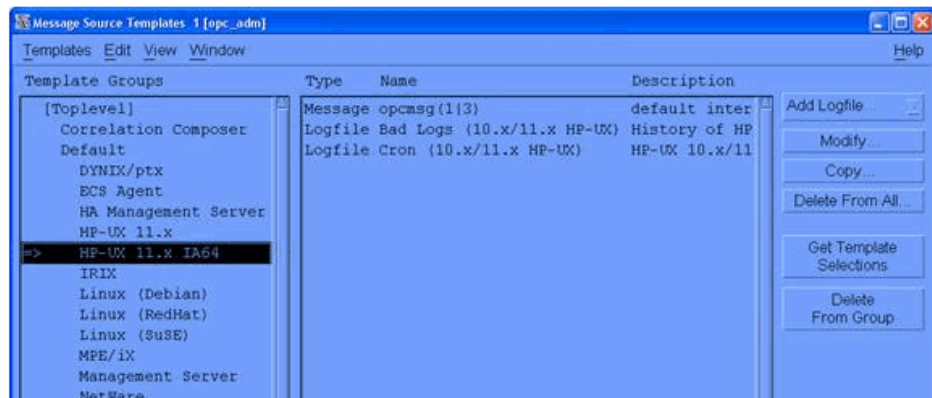 Message Source Templates 1 [opc_adm]
Templates Edit View Window Help
Template Groups
[Toplevel]
Correlation Composer
Default
DYNIX/ptx
ECS Agent
HA Management Server
HP-UX 11.x
=> HP-UX 11.x IA64
IRIX
Linux (Debian)
Linux (RedHat)
Linux (SuSE)
MPE/iX
Management Server
NetWare
Type Name Description
Message opcmsg(1|3) default inter
Logfile Bad Logs (10.x/11.x HP-UX) History of HP
Logfile Cron (10.x/11.x HP-UX) HP-UX 10.x/11
Add Logfile...
Modify...
Copy...
Delete From All...
Get Template
Selections
Delete
From Group